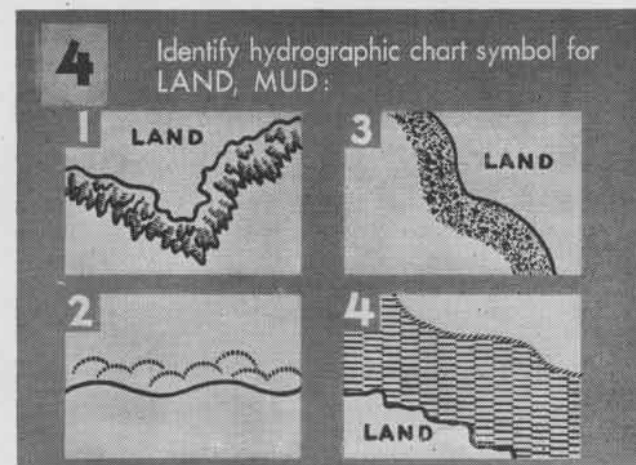 4
Identify hydrographic chart symbol for
LAND, MUD:
1
LAND
3
LAND
2
4
LAND